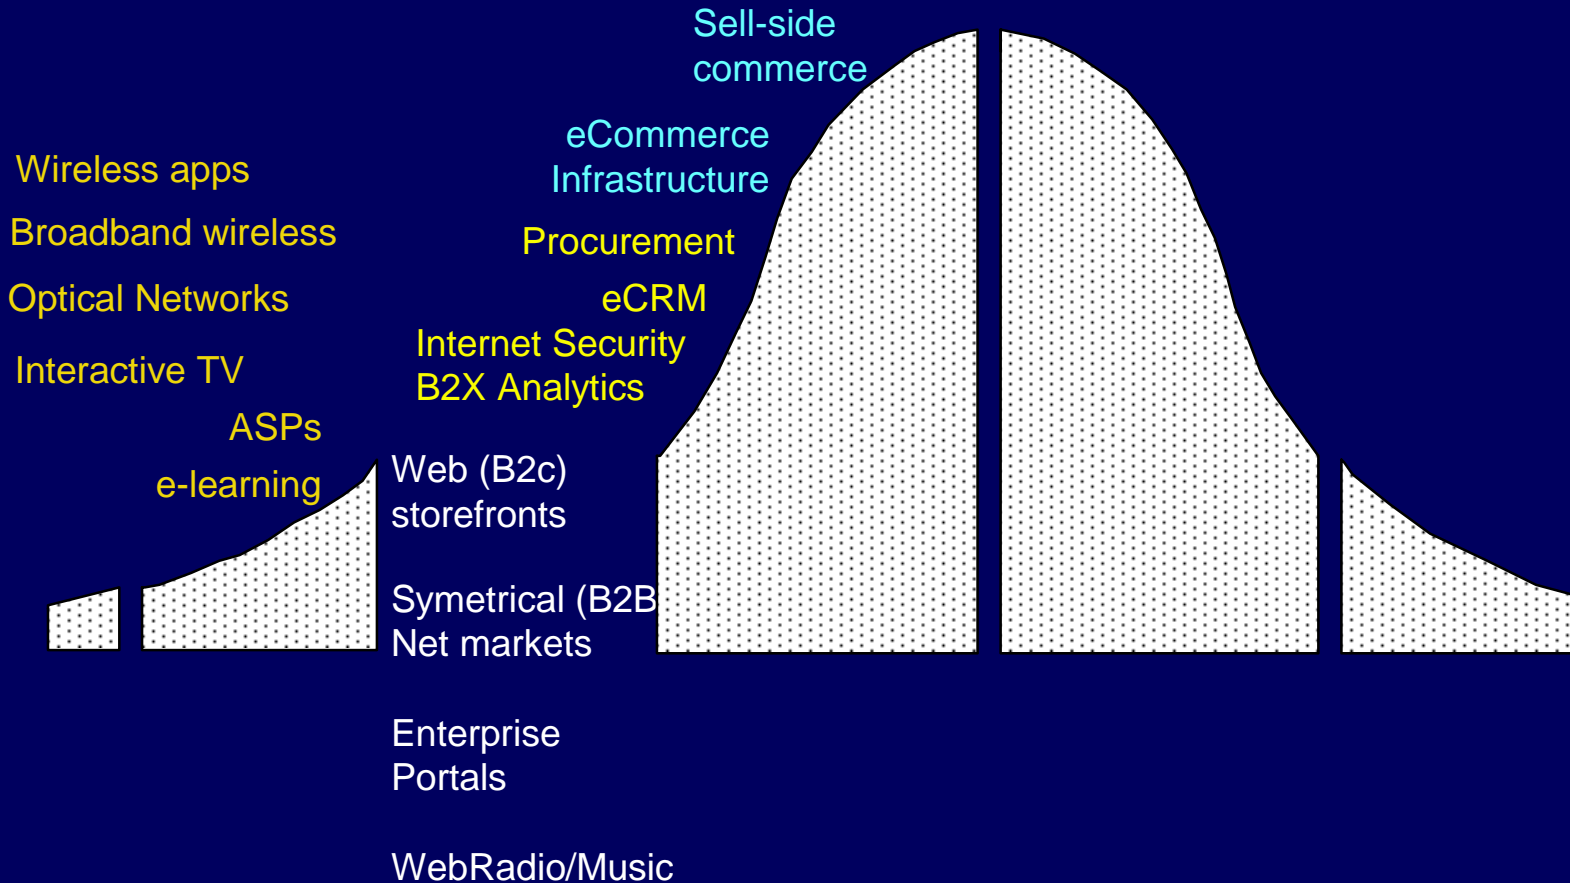 Sell-side
commerce
eCommerce
Infrastructure
Wireless apps
Broadband wireless
Optical Networks
Interactive TV
ASPs
e-learning
Procurement
eCRM
Internet Security
B2X Analytics
Web (B2c)
storefronts
Symetrical (B2B
Net markets
Enterprise
Portals
WebRadio/Music